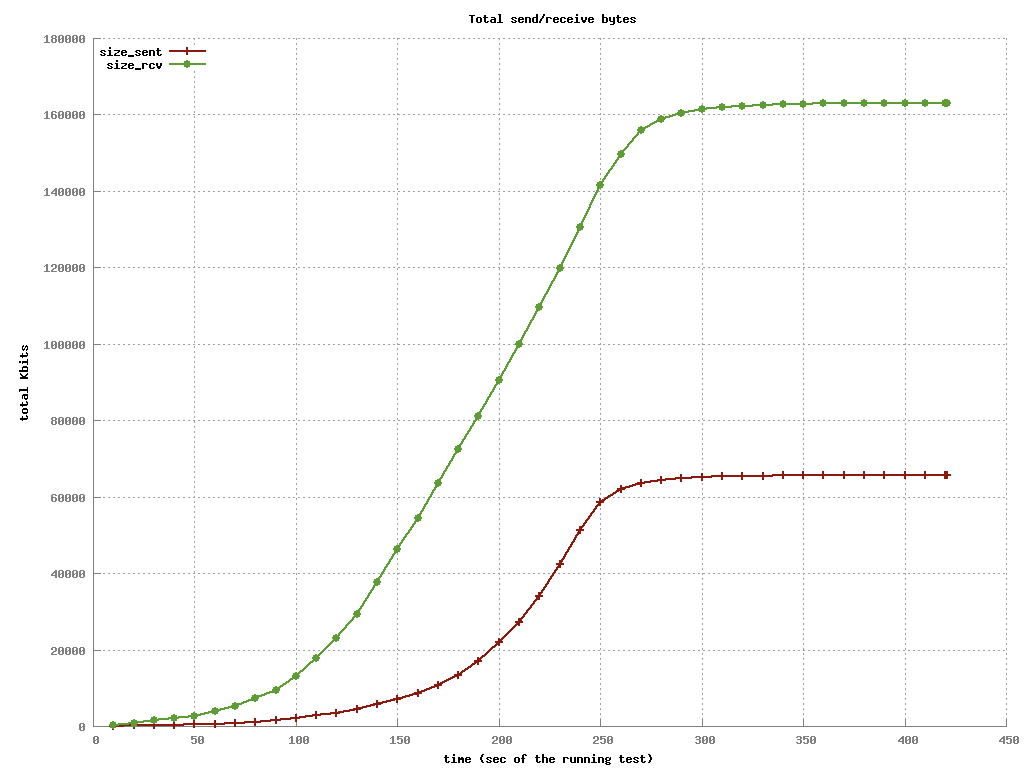 Total send/receive bytes
180000
size_sent
size_rcv
160000
140000
120000
100000
total Kbits
80000
60000
40000
20000
0
0 50 100 150 200 250 300 350 400 450
time (sec of the running test)